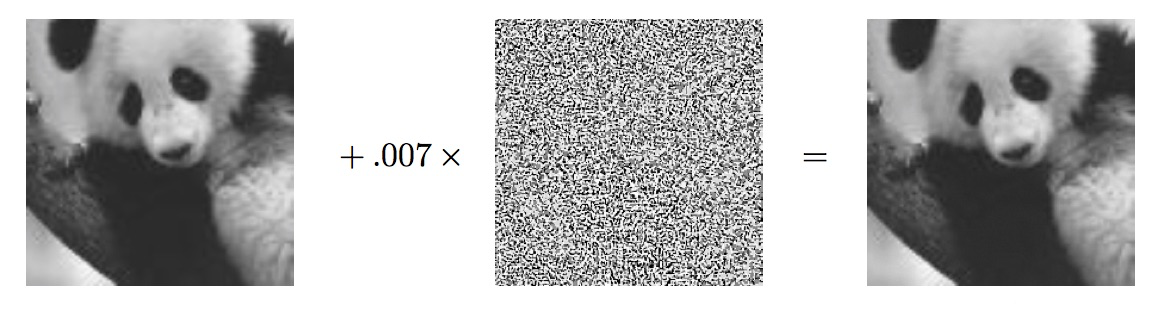 + .007 × =